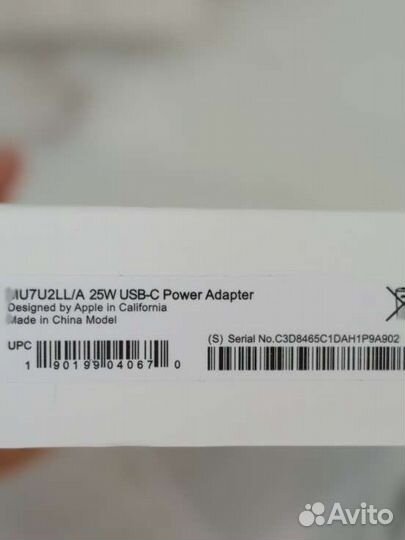 MU7U2LL/A 25W USB-C Power Adapter
Designed by Apple in California
Made in China Model
UPC
(S) Serial No.C3D8465C1DAH1P9A902
1 90199 04067 0
Avito